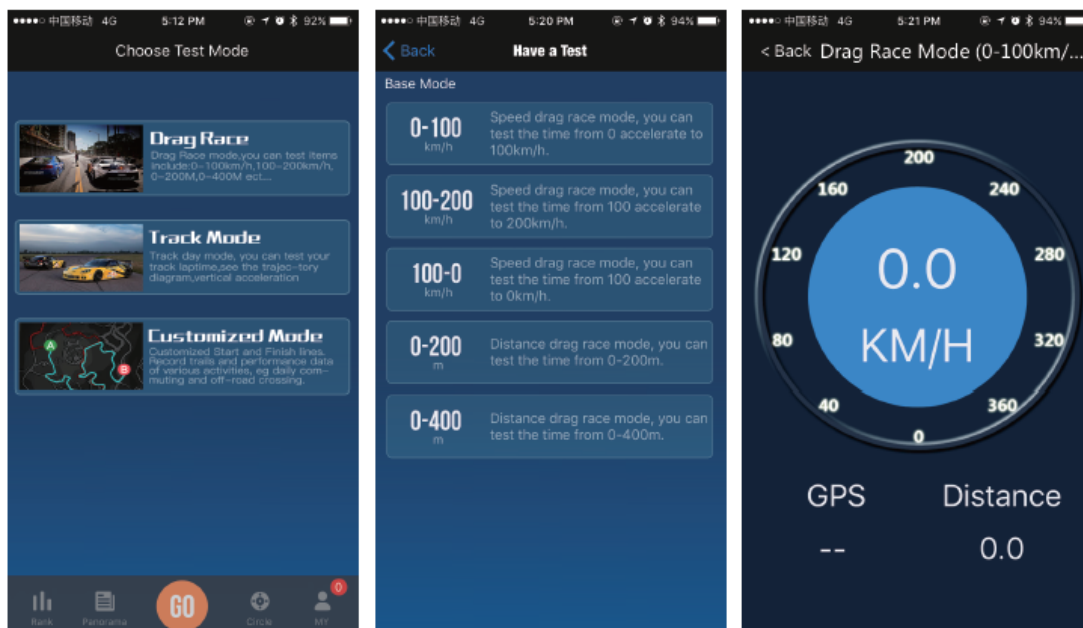 中国移动 4G 5:12 PM 92%
Choose Test Mode
Drag Race
Drag Race mode,you can test items
include:0-100km/h,100-200km/h,
0-200M,0-400M ect....
Track Mode
Track day mode, you can test your
track laptime,see the trajec-tory
diagram,vertical acceleration
Customized Mode
Customized Start and Finish lines.
Record trails and performance data
of various activities, eg daily com-
muting and off-road crossing.
A
B
0
Rank
Panorama
GO
Circle
MY
中国移动 4G 5:20 PM 94%
Back Have a Test
Base Mode
0-100
km/h
Speed drag race mode, you can
test the time from 0 accelerate to
100km/h.
100-200
km/h
Speed drag race mode, you can
test the time from 100 accelerate
to 200km/h.
100-0
km/h
Speed drag race mode, you can
test the time from 100 accelerate
to 0km/h.
0-200
m
Distance drag race mode, you can
test the time from 0-200m.
0-400
m
Distance drag race mode, you can
test the time from 0-400m.
中国移动 4G 5:21 PM 94%
< Back Drag Race Mode (0-100km/...
200
160 240
120 280
0.0
KM/H
80 320
40 360
0
GPS Distance
-- 0.0